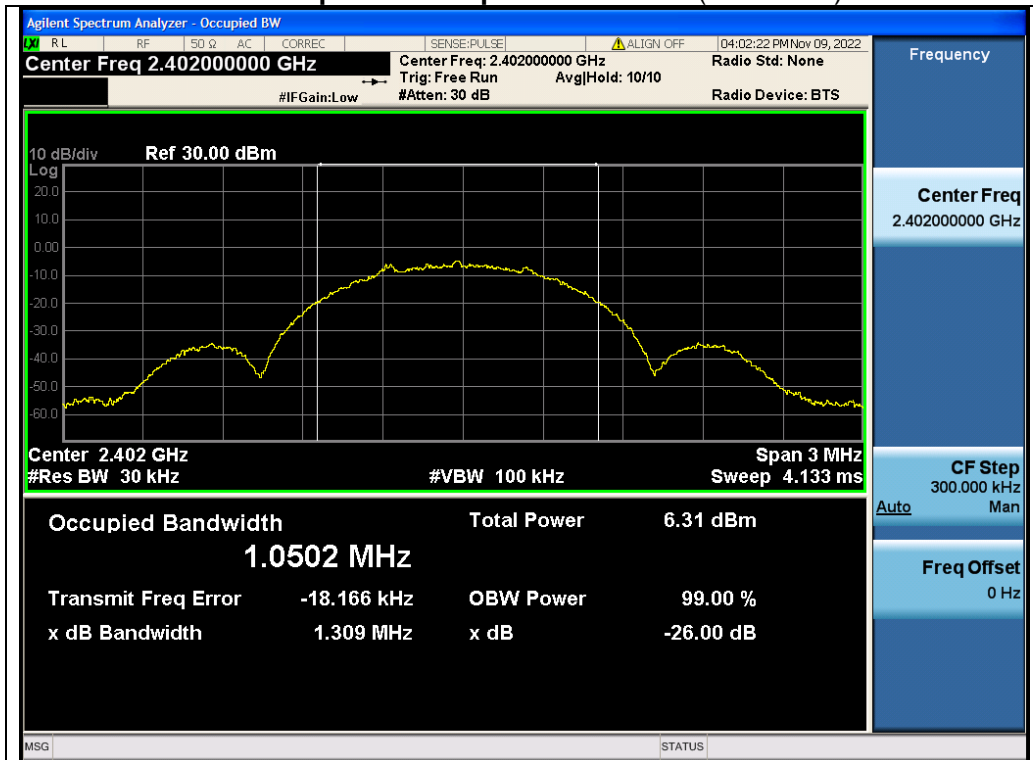 Agilent Spectrum Analyzer - Occupied BW
LXI RL RF 50 Ω AC CORREC SENSE:PULSE ALIGN OFF 04:02:22 PM Nov 09, 2022
Center Freq 2.402000000 GHz Center Freq: 2.402000000 GHz Radio Std: None
Trig: Free Run Avg|Hold: 10/10
#IFGain:Low #Atten: 30 dB Radio Device: BTS
10 dB/div Ref 30.00 dBm
Log
20.0
10.0
0.00
-10.0
-20.0
-30.0
-40.0
-50.0
-60.0
Center 2.402 GHz Span 3 MHz
#Res BW 30 kHz #VBW 100 kHz Sweep 4.133 ms
Occupied Bandwidth Total Power 6.31 dBm
1.0502 MHz
Transmit Freq Error -18.166 kHz OBW Power 99.00 %
x dB Bandwidth 1.309 MHz x dB -26.00 dB
Frequency
Center Freq
2.402000000 GHz
CF Step
300.000 kHz
Auto Man
Freq Offset
0 Hz
MSG STATUS